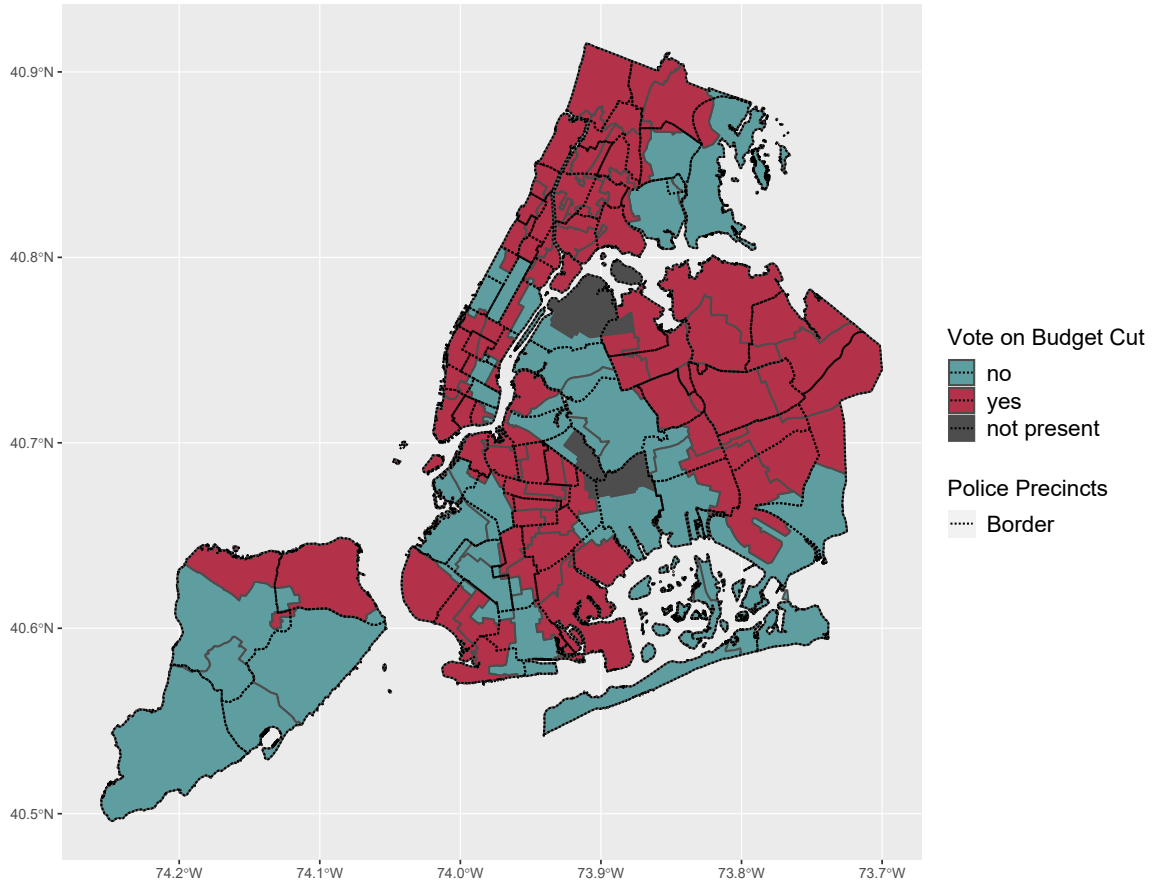 40.9°N
40.8°N
40.7°N
40.6°N
40.5°N
74.2°W 74.1°W 74.0°W 73.9°W 73.8°W 73.7°W
Vote on Budget Cut
no
yes
not present
Police Precincts
Border